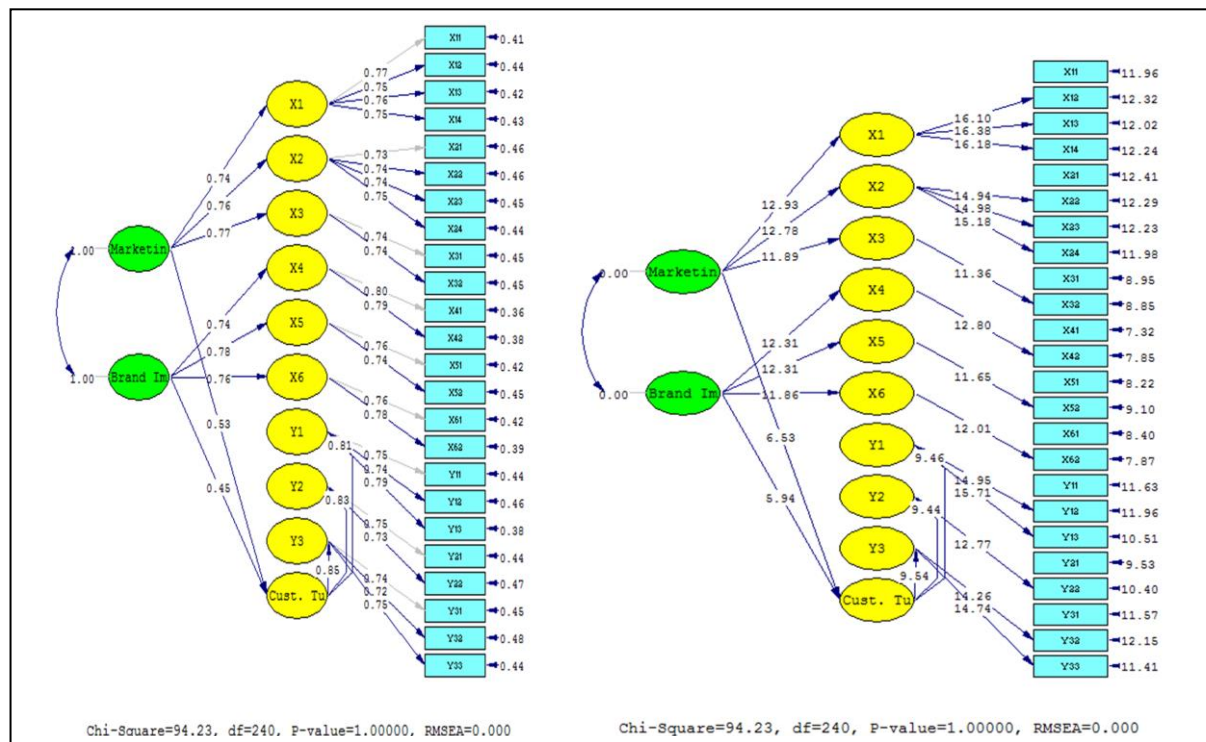 X11
0.41
0.77
X12
0.44
0.75
X13
0.42
0.76
X14
0.43
0.75
X1
X21
0.46
0.73
X22
0.46
0.74
X23
0.45
0.74
X24
0.44
0.75
X2
X31
0.45
0.74
X32
0.45
0.74
X3
X41
0.36
0.80
X42
0.38
0.79
X4
X51
0.42
0.76
X52
0.45
0.74
X5
X61
0.42
0.76
X62
0.39
0.78
X6
Y11
0.44
0.75
Y12
0.46
0.74
Y13
0.38
0.79
Y1
Y21
0.44
0.75
Y22
0.47
0.73
Y2
Y31
0.45
0.74
Y32
0.48
0.72
Y33
0.44
0.75
Y3
Cust. Tu
0.74
0.76
0.77
1.00
Marketin
0.74
0.78
0.76
1.00
Brand Im
0.53
0.45
0.81
0.83
0.85
Chi-Square=94.23, df=240, P-value=1.00000, RMSEA=0.000
X11
11.96
X12
12.32
16.10
X13
12.02
16.38
X14
12.24
16.18
X1
X21
12.41
X22
12.29
14.94
X23
12.23
14.98
X24
11.98
15.18
X2
X31
8.95
X32
8.85
11.36
X3
X41
7.32
X42
7.85
12.80
X4
X51
8.22
X52
9.10
11.65
X5
X61
8.40
X62
7.87
12.01
X6
Y11
11.63
Y12
11.96
14.95
Y13
10.51
15.71
Y1
Y21
9.53
Y22
10.40
12.77
Y2
Y31
11.57
Y32
12.15
14.26
Y33
11.41
14.74
Y3
Cust. Tu
12.93
12.78
11.89
0.00
Marketin
12.31
12.31
11.86
0.00
Brand Im
6.53
5.94
9.46
9.44
9.54
Chi-Square=94.23, df=240, P-value=1.00000, RMSEA=0.000